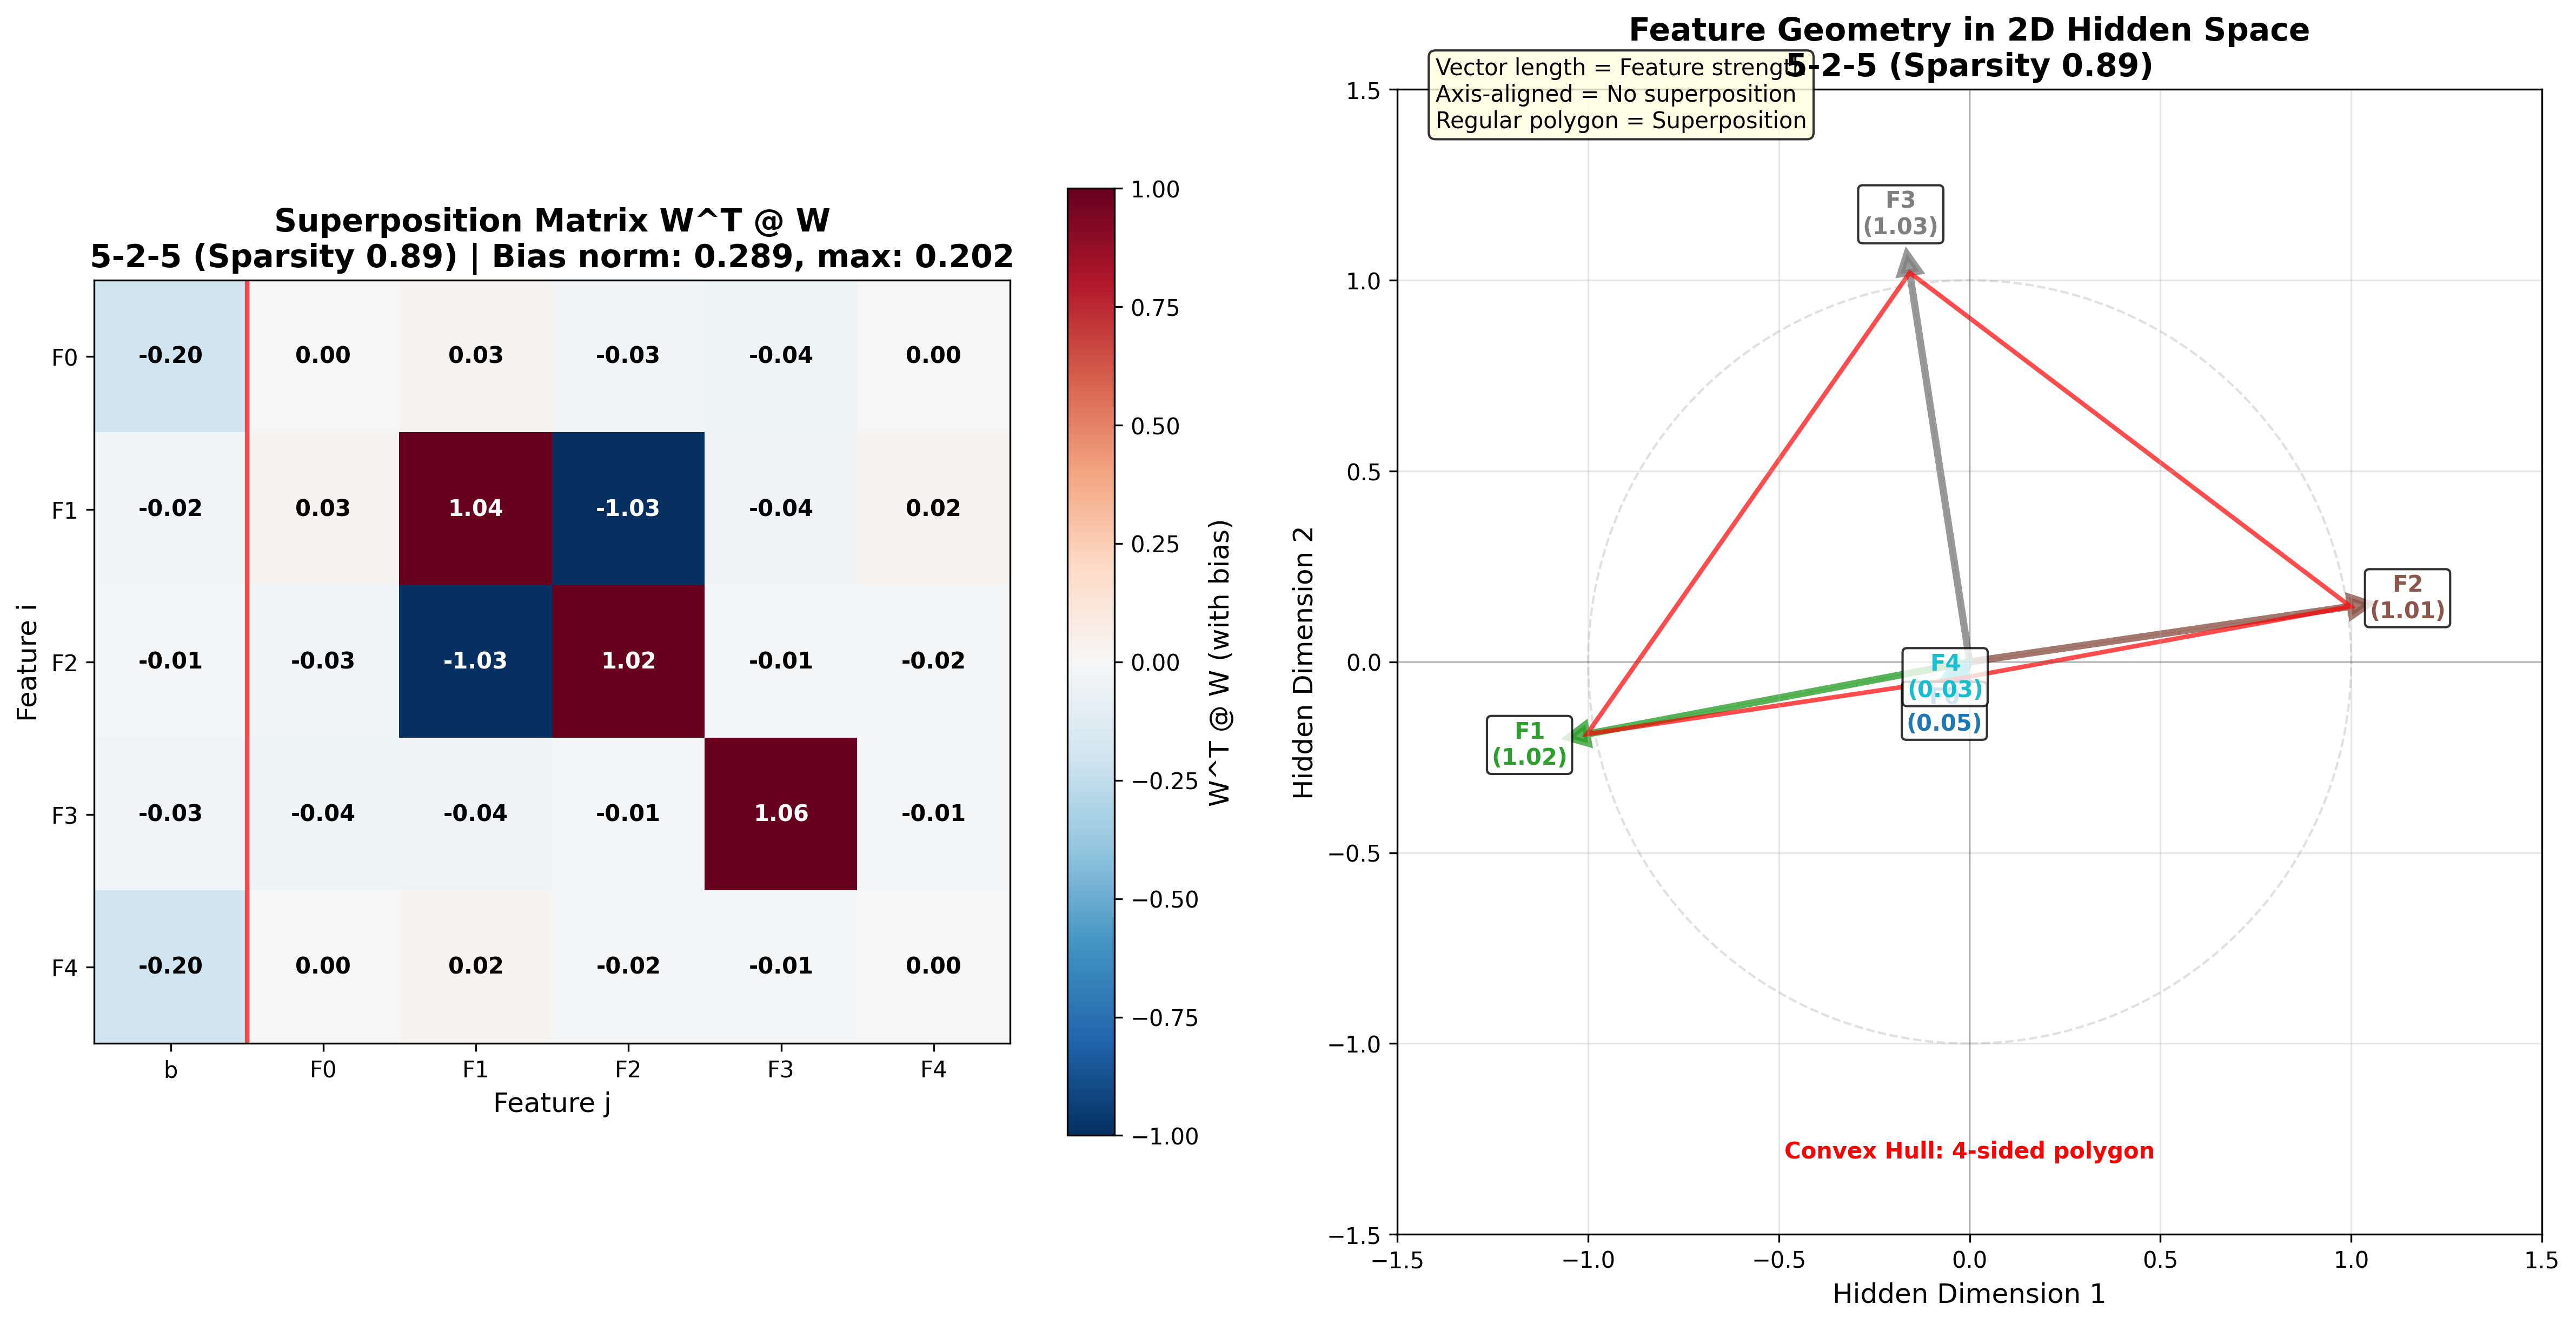 Superposition Matrix W^T @ W
5-2-5 (Sparsity 0.89) | Bias norm: 0.289, max: 0.202
F0
-0.20
0.00
0.03
-0.03
-0.04
0.00
F1
-0.02
0.03
1.04
-1.03
-0.04
0.02
F2
-0.01
-0.03
-1.03
1.02
-0.01
-0.02
F3
-0.03
-0.04
-0.04
-0.01
1.06
-0.01
F4
-0.20
0.00
0.02
-0.02
-0.01
0.00
b
F0
F1
F2
F3
F4
Feature j
Feature i
1.00
0.75
0.50
0.25
0.00
−0.25
−0.50
−0.75
−1.00
W^T @ W (with bias)
Feature Geometry in 2D Hidden Space
5-2-5 (Sparsity 0.89)
Vector length = Feature strength
Axis-aligned = No superposition
Regular polygon = Superposition
F3
(1.03)
F2
(1.01)
F4
(0.03)
(0.05)
F1
(1.02)
Convex Hull: 4-sided polygon
1.5
1.0
0.5
0.0
−0.5
−1.0
−1.5
Hidden Dimension 2
−1.5
−1.0
−0.5
0.0
0.5
1.0
1.5
Hidden Dimension 1